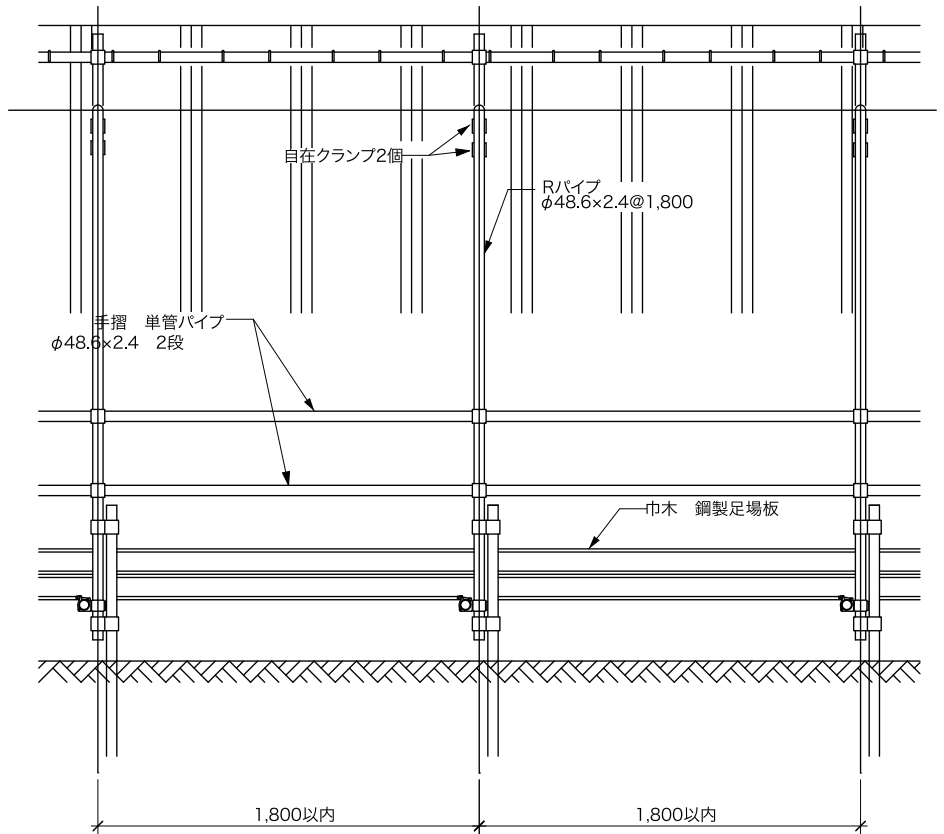 自在クランプ2個
Rパイプ
φ48.6×2.4@1,800
手摺　単管パイプ
φ48.6×2.4　2段
巾木　鋼製足場板
1,800以内
1,800以内